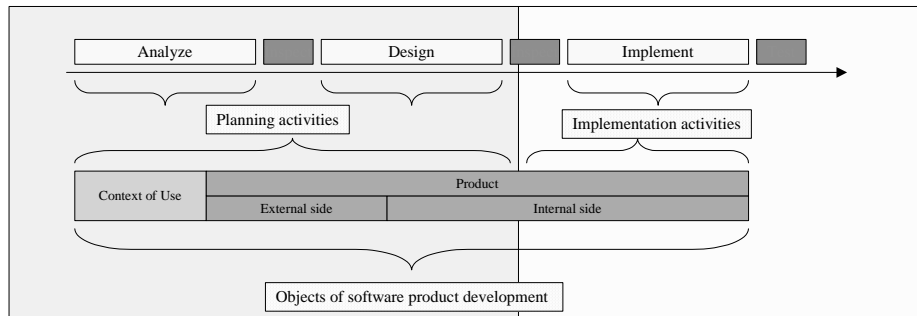 Analyze
Design
Implement
Planning activities
Implementation activities
Context of Use
Product
External side
Internal side
Objects of software product development